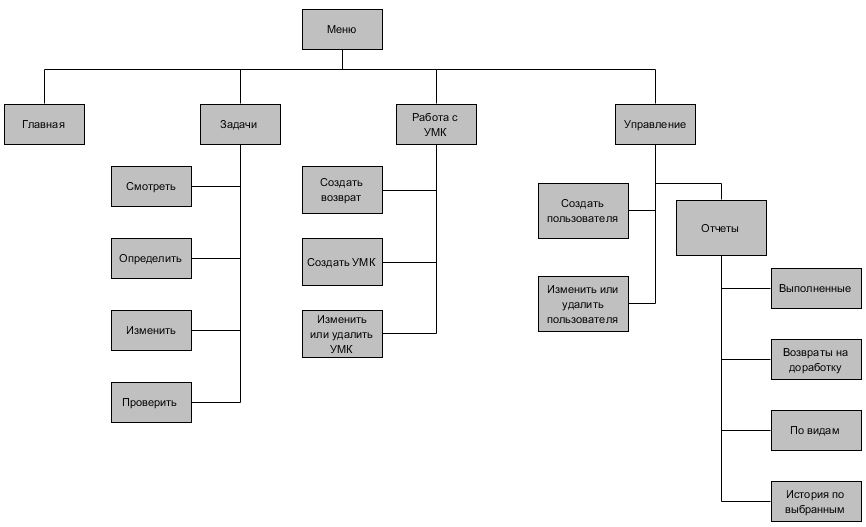 Меню
Главная
Задачи
Работа с
УМК
Управление
Смотреть
Определить
Изменить
Проверить
Создать
возврат
Создать УМК
Изменить
или удалить
УМК
Создать
пользователя
Изменить или
удалить
пользователя
Отчеты
Выполненные
Возвраты на
доработку
По видам
История по
выбранным